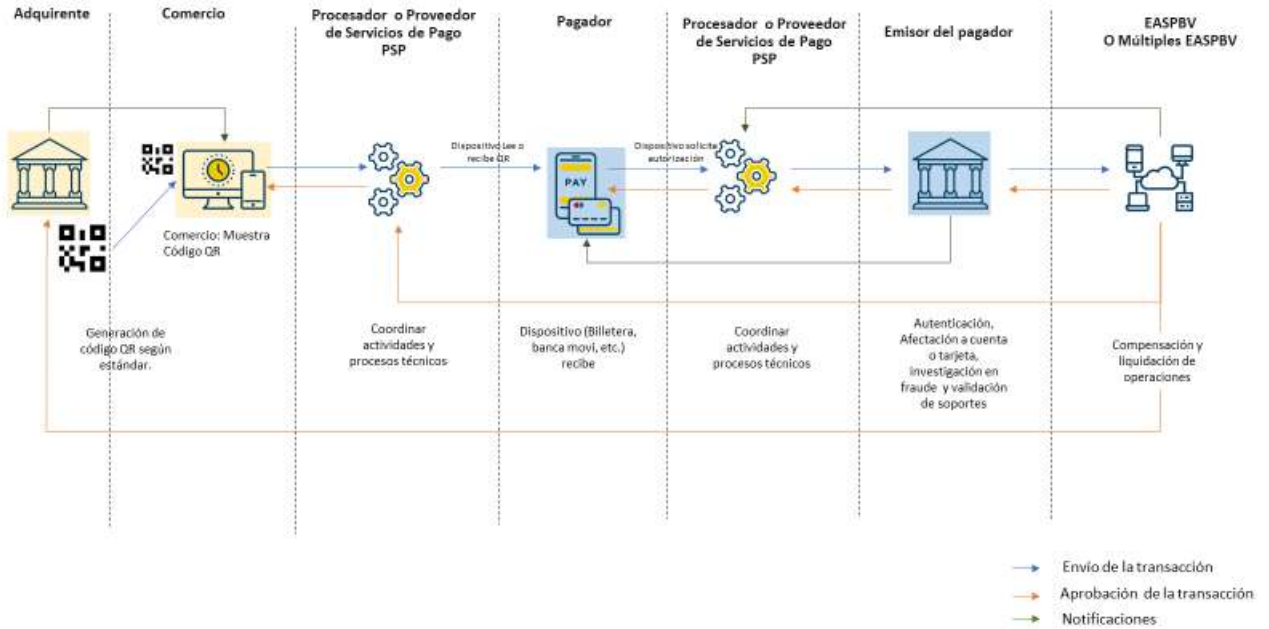 Adquirente
Comercio
Procesador o Proveedor
de Servicios de Pago
PSP
Pagador
Procesador o Proveedor
de Servicios de Pago
PSP
Emisor del pagador
EASPBV
O Múltiples EASPBV
Dispositivo Lee o
recibe QR
Dispositivo solicita
autorización
PAY
Comercio: Muestra
Código QR
Generación de
código QR según
estándar.
Coordinar
actividades y
procesos técnicos
Dispositivo (Billetera,
banca movi, etc.)
recibe
Coordinar
actividades y
procesos técnicos
Autenticación,
Afectación a cuenta
o tarjeta,
investigación en
fraude y validación
de soportes
Compensación y
liquidación de
operaciones
Envío de la transacción
Aprobación de la transacción
Notificaciones